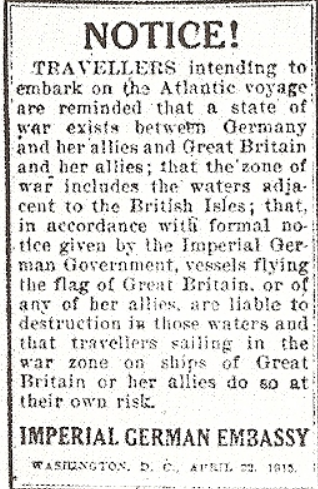 NOTICE!
TRAVELLERS intending to
embark on the Atlantic voyage
are reminded that a state of
war exists between Germany
and her allies and Great Britain
and her allies; that the zone of
war includes the waters adja-
cent to the British Isles; that,
in accordance with formal no-
tice given by the Imperial Ger-
man Government, vessels flying
the flag of Great Britain, or of
any of her allies, are liable to
destruction in those waters and
that travellers sailing in the
war zone on ships of Great
Britain or her allies do so at
their own risk.
IMPERIAL GERMAN EMBASSY
WASHINGTON, D. C., APRIL 22, 1915.